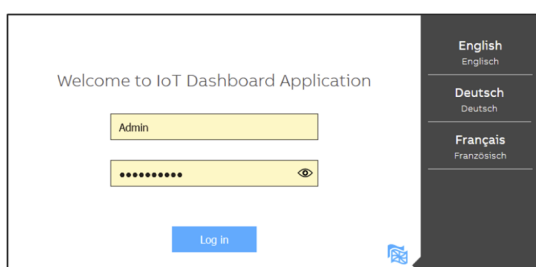 Welcome to IoT Dashboard Application
Admin
••••••••••
Log in
English
Englisch
Deutsch
Deutsch
Français
Französisch